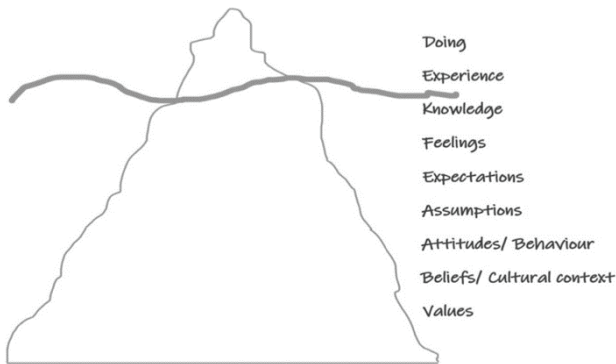 Doing
Experience
Knowledge
Feelings
Expectations
Assumptions
Attitudes/ Behaviour
Beliefs/ Cultural context
Values